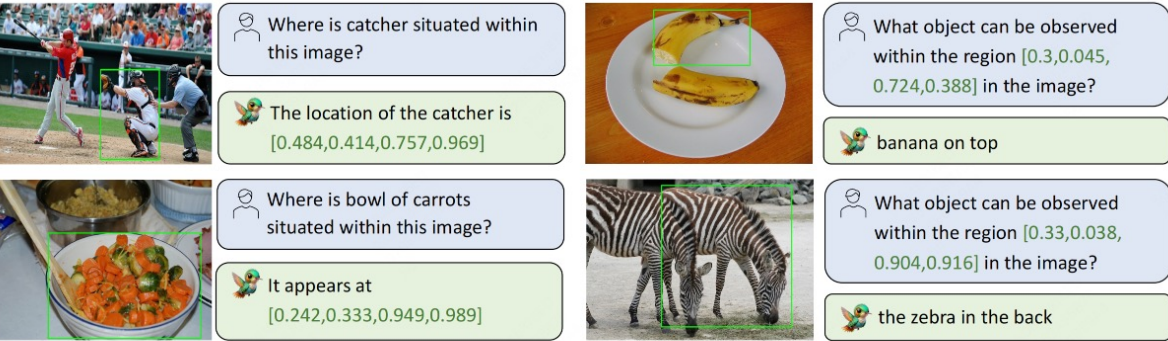 Where is catcher situated within
this image?
The location of the catcher is
[0.484,0.414,0.757,0.969]
Where is bowl of carrots
situated within this image?
It appears at
[0.242,0.333,0.949,0.989]
What object can be observed
within the region [0.3,0.045,
0.724,0.388] in the image?
banana on top
What object can be observed
within the region [0.33,0.038,
0.904,0.916] in the image?
the zebra in the back